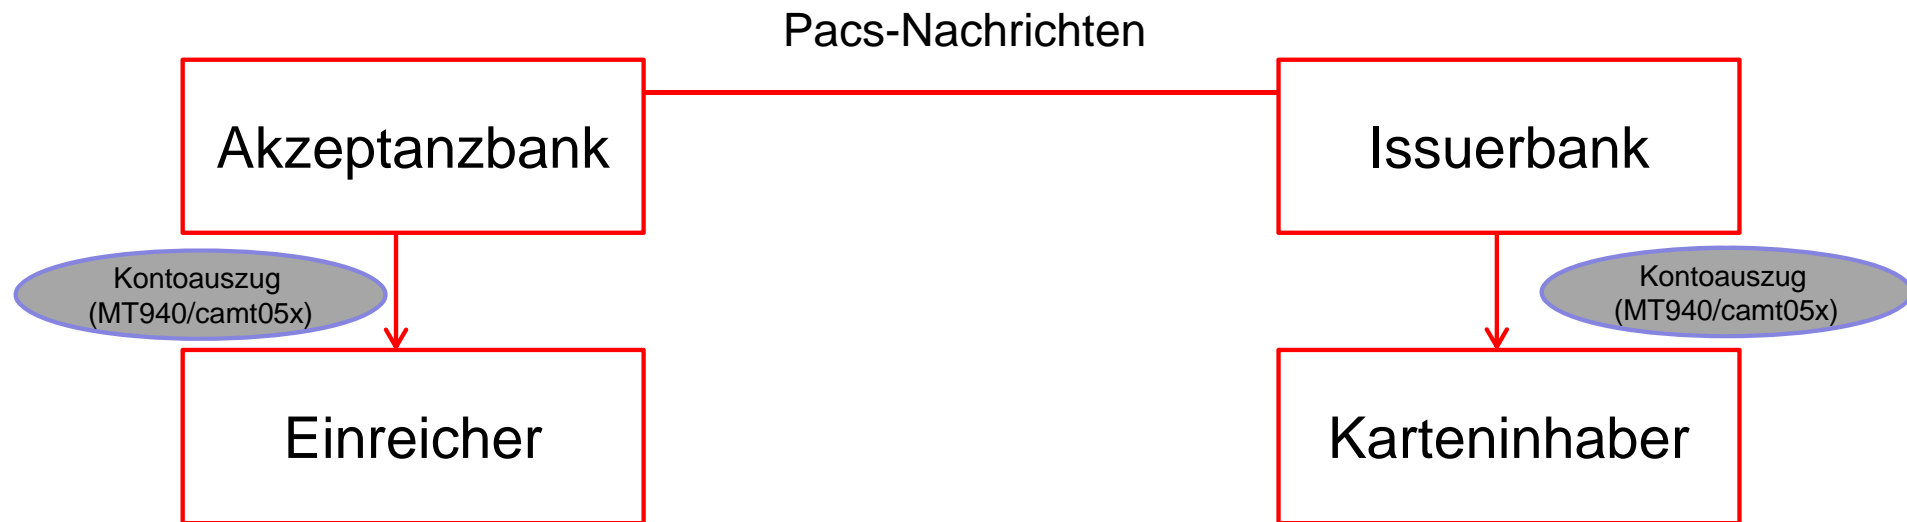 Pacs-Nachrichten
Akzeptanzbank
Issuerbank
Kontoauszug
(MT940/camt05x)
Kontoauszug
(MT940/camt05x)
Einreicher
Karteninhaber